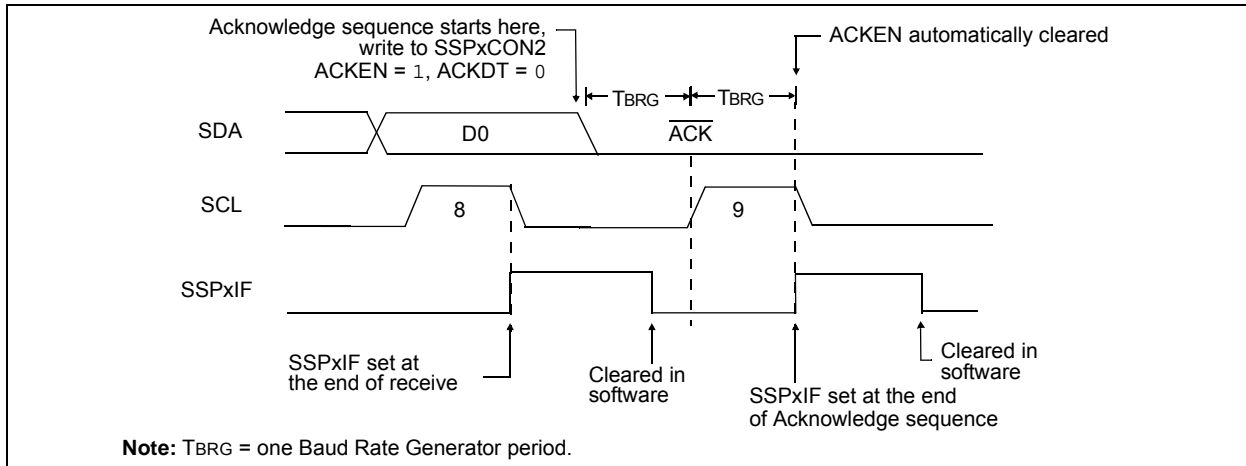 Acknowledge sequence starts here,
write to SSPxCON2
ACKEN = 1, ACKDT = 0
ACKEN automatically cleared
TBRG
TBRG
SDA
D0
ACK
SCL
8
9
SSPxIF
SSPxIF set at
the end of receive
Cleared in
software
SSPxIF set at the end
of Acknowledge sequence
Cleared in
software
Note: TBRG = one Baud Rate Generator period.